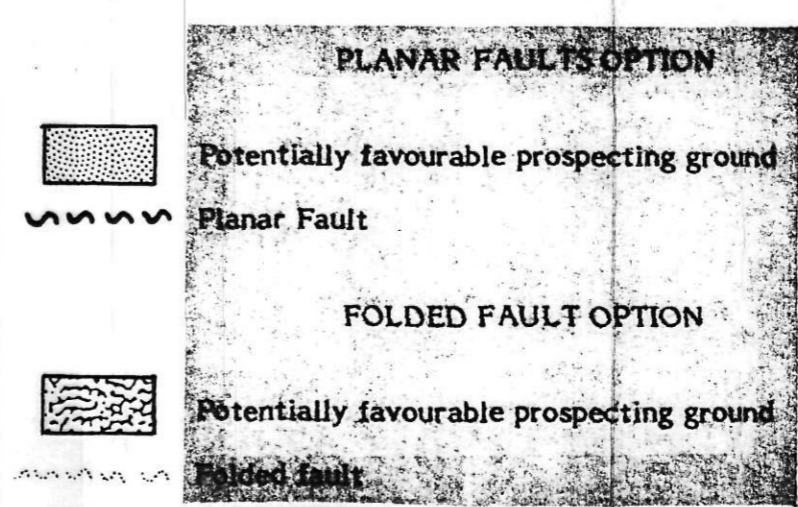 PLANAR FAULTS OPTION
Potentially favourable prospecting ground
Planar Fault
FOLDED FAULT OPTION
Potentially favourable prospecting ground
Folded fault